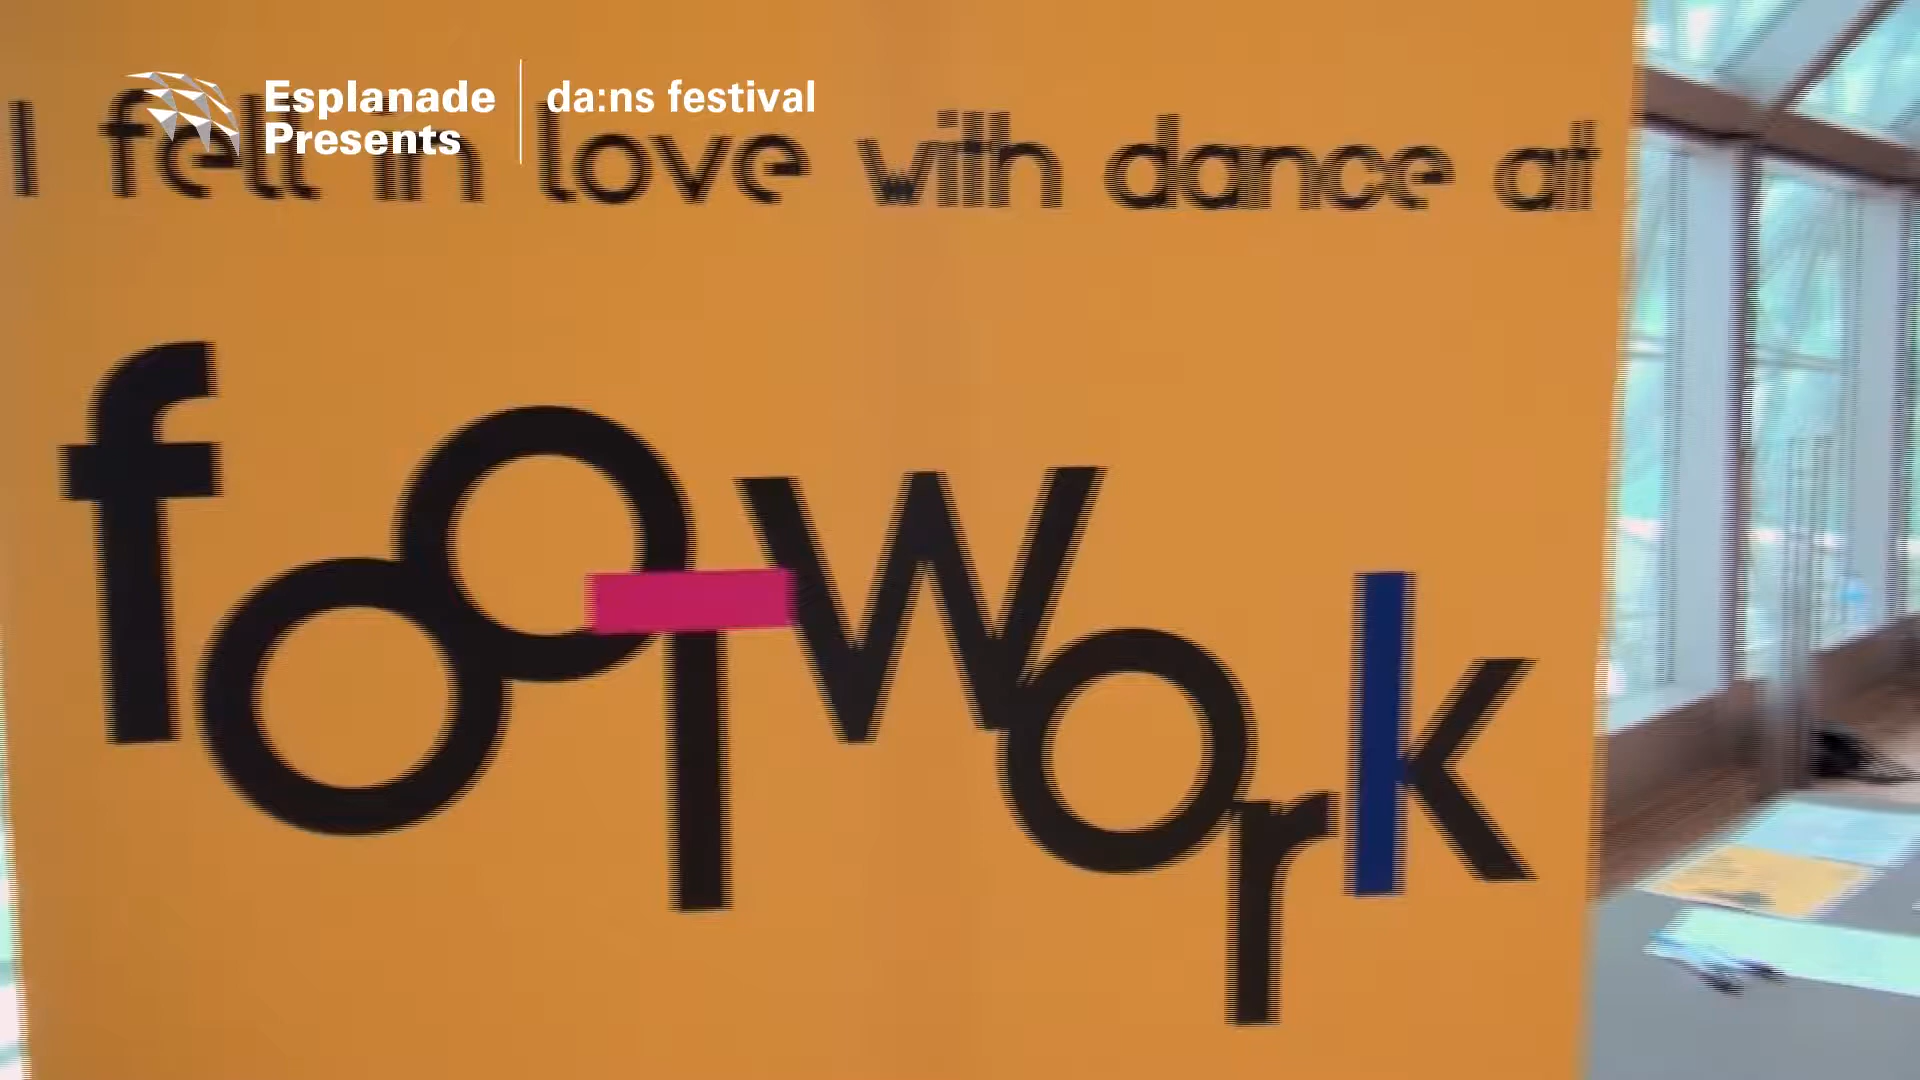 Esplanade
Presents
da:ns festival
I fell in love with dance at
footwork